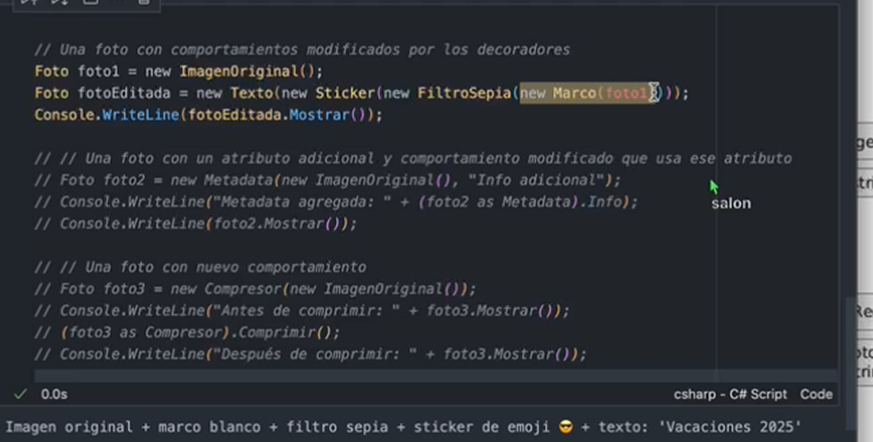 // Una foto con comportamientos modificados por los decoradores
Foto foto1 = new ImagenOriginal();
Foto fotoEditada = new Texto(new Sticker(new FiltroSepia(new Marco(foto1))));
Console.WriteLine(fotoEditada.Mostrar());
// // Una foto con un atributo adicional y comportamiento modificado que usa ese atributo
// Foto foto2 = new Metadata(new ImagenOriginal(), "Info adicional");
// Console.WriteLine("Metadata agregada: " + (foto2 as Metadata).Info);
salon
// Console.WriteLine(foto2.Mostrar());
// // Una foto con nuevo comportamiento
// Foto foto3 = new Compresor(new ImagenOriginal());
// Console.WriteLine("Antes de comprimir: " + foto3.Mostrar());
// (foto3 as Compresor).Comprimir();
// Console.WriteLine("Después de comprimir: " + foto3.Mostrar());
0.0s
csharp - C# Script Code
Imagen original + marco blanco + filtro sepia + sticker de emoji 😎 + texto: 'Vacaciones 2025'